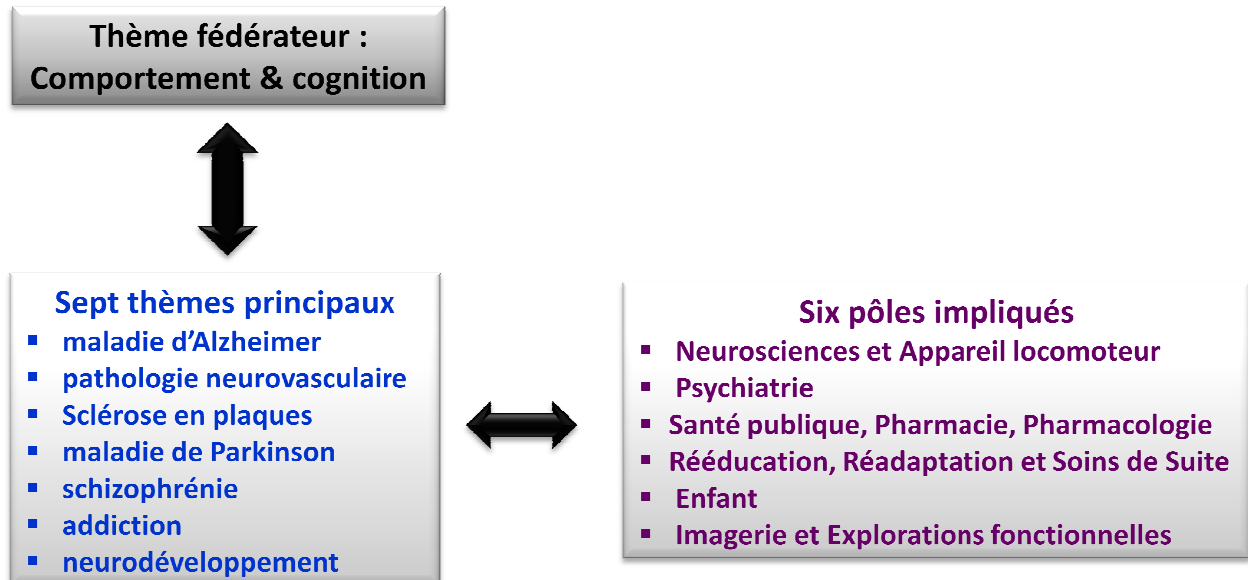 Thème fédérateur :
Comportement & cognition
Sept thèmes principaux
▪ maladie d’Alzheimer
▪ pathologie neurovasculaire
▪ Sclérose en plaques
▪ maladie de Parkinson
▪ schizophrénie
▪ addiction
▪ neurodéveloppement
Six pôles impliqués
▪ Neurosciences et Appareil locomoteur
▪ Psychiatrie
▪ Santé publique, Pharmacie, Pharmacologie
▪ Rééducation, Réadaptation et Soins de Suite
▪ Enfant
▪ Imagerie et Explorations fonctionnelles